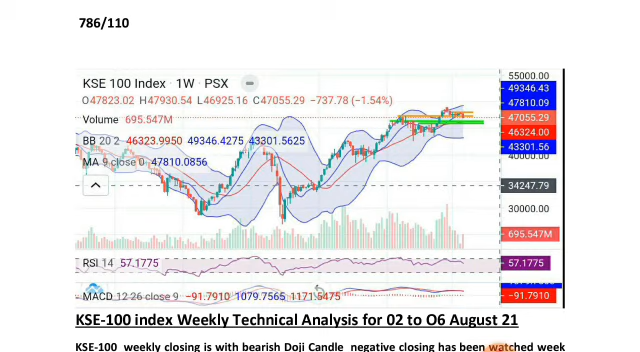 786/110
KSE 100 Index · 1W · PSX
O47823.02 H47930.54 L46925.16 C47055.29 -737.78 (-1.54%)
Volume 695.547M
BB 20 2 46323.9950 49346.4275 43301.5625
MA 9 close 0 47810.0856
55000.00
49346.43
47810.09
47055.29
46324.00
43301.56
40000.00
34247.79
30000.00
695.547M
RSI 14 57.1775
57.1775
MACD 12 26 close 9 -91.7910 1079.7565 1171.5475
-91.7910
KSE-100 index Weekly Technical Analysis for 02 to O6 August 21
KSE-100 weekly closing is with bearish Doji Candle negative closing has been watched week